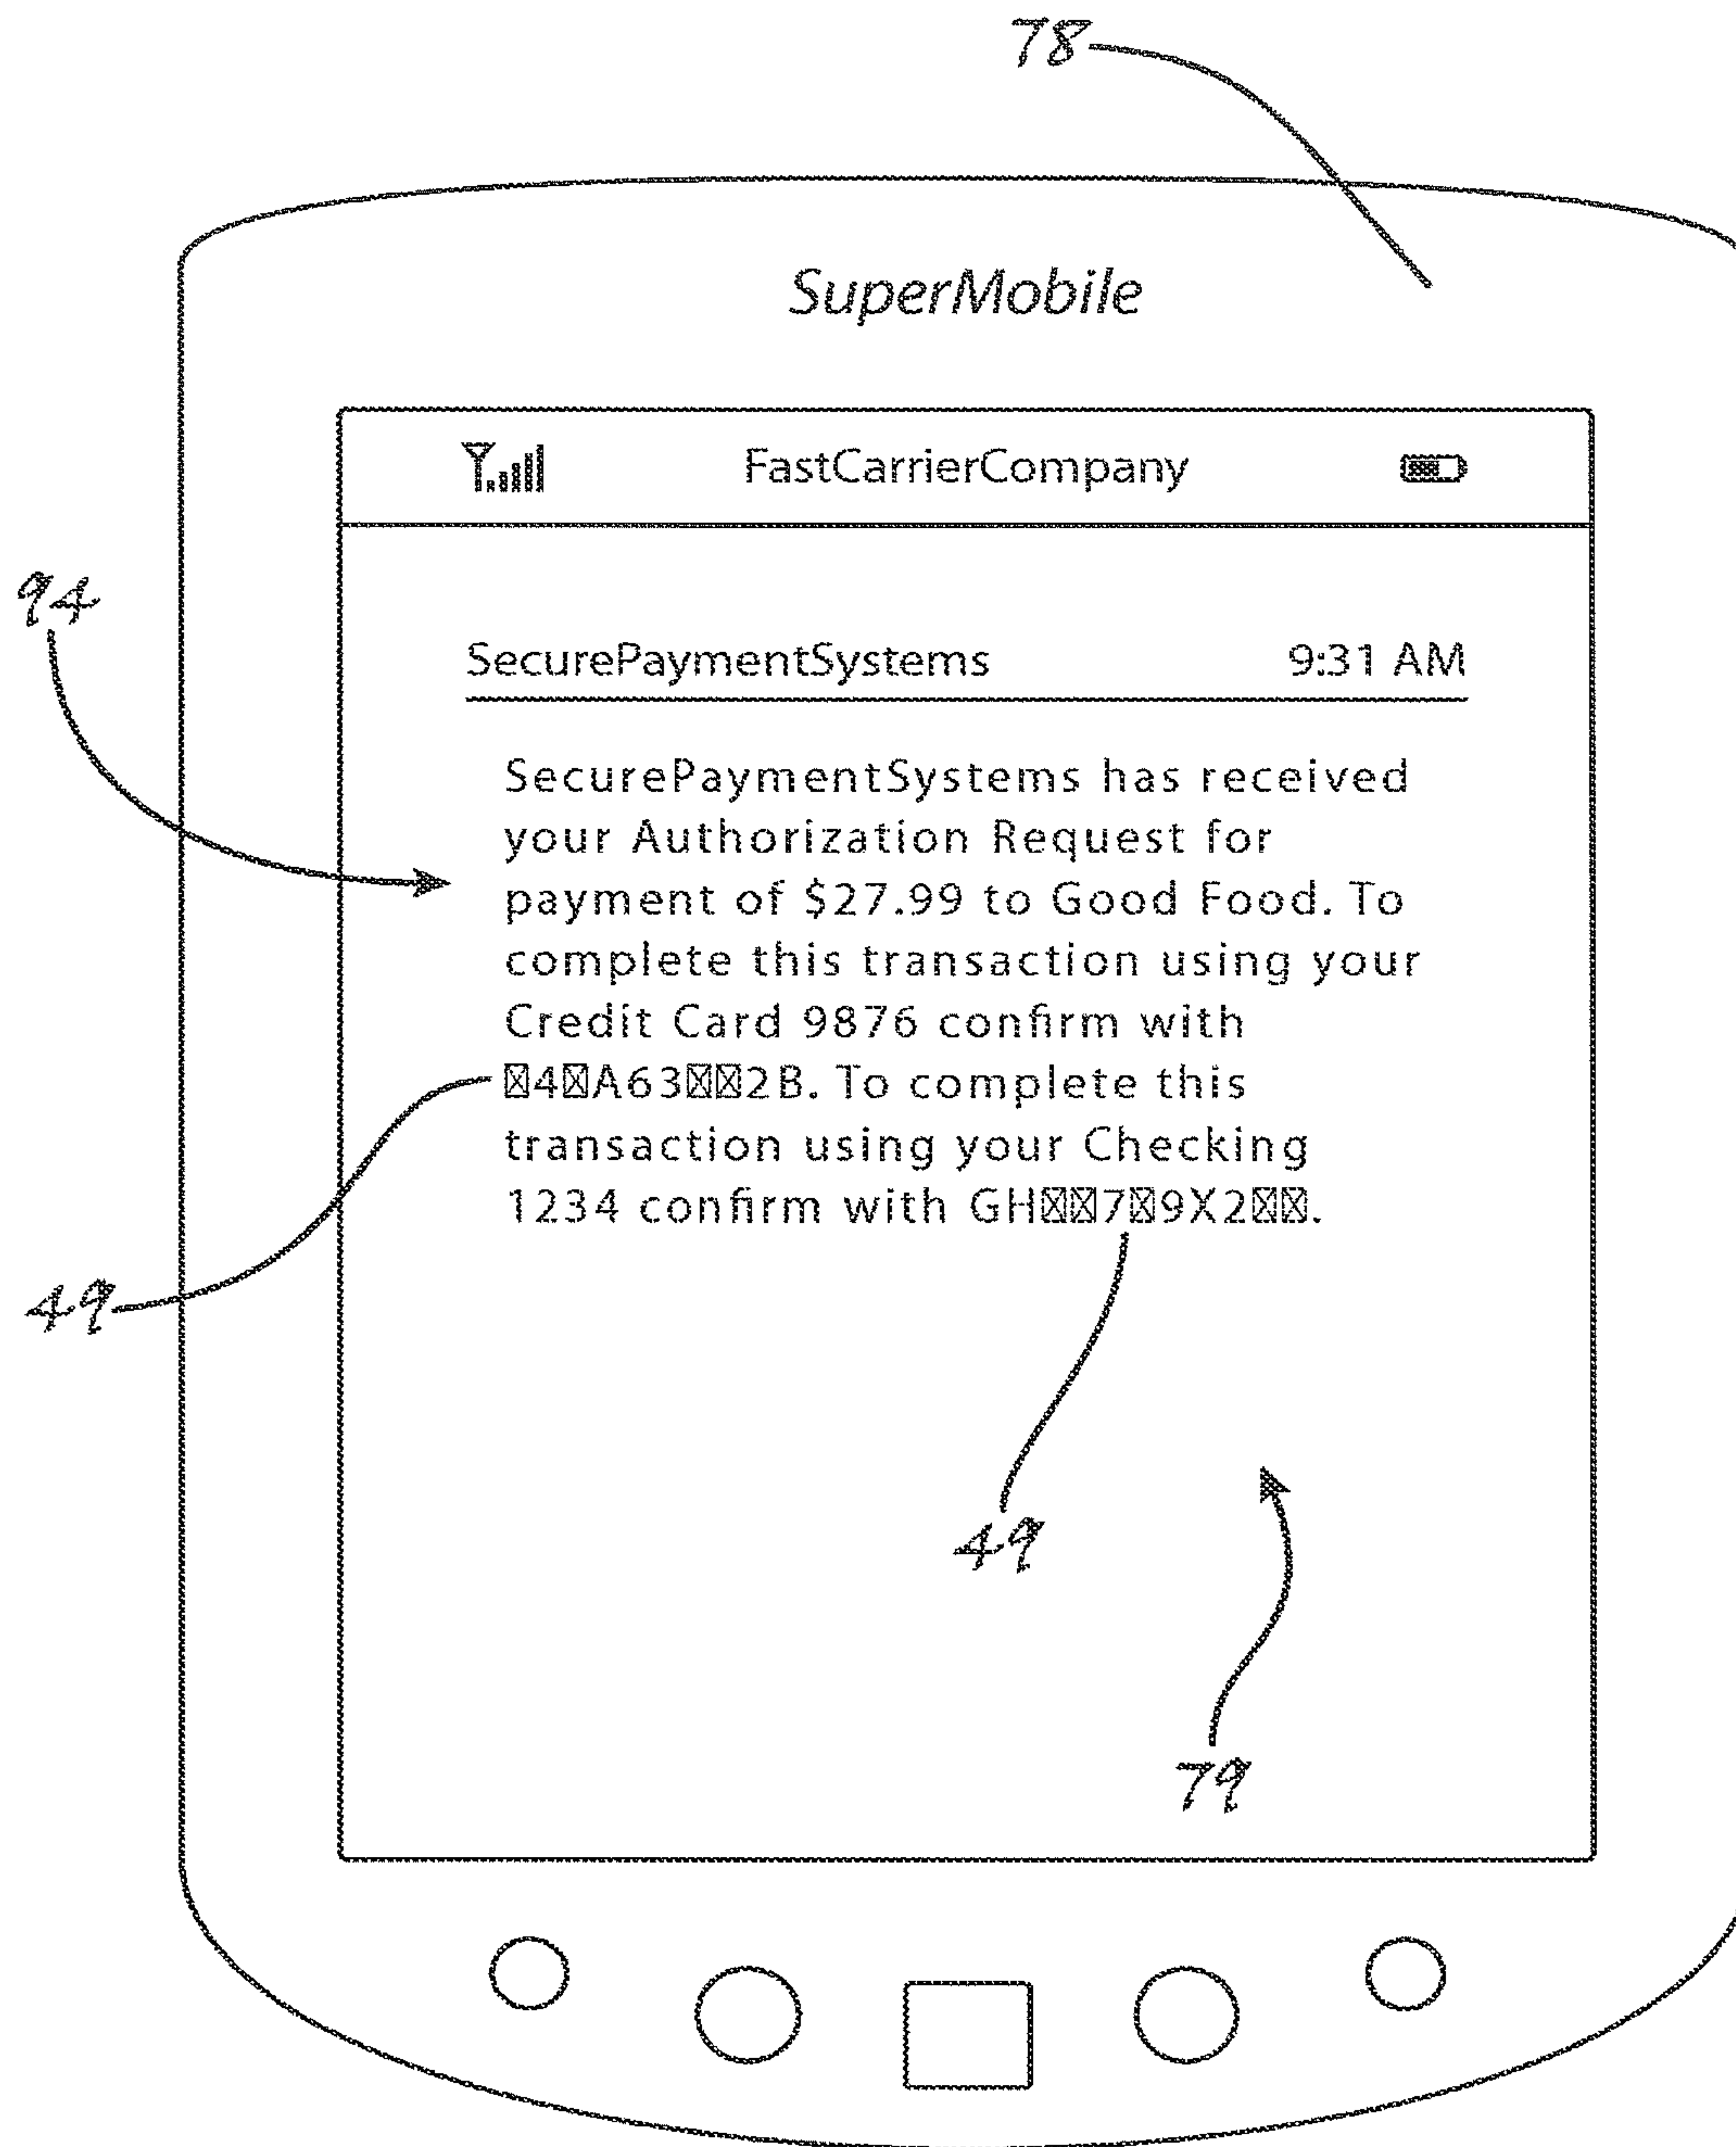 78
SuperMobile
FastCarrierCompany
94
SecurePaymentSystems 9:31 AM
SecurePaymentSystems has received
your Authorization Request for
payment of $27.99 to Good Food. To
complete this transaction using your
Credit Card 9876 confirm with
☒4☒A63☒☒2B. To complete this
transaction using your Checking
1234 confirm with GH☒☒7☒9X2☒☒.
49
49
79